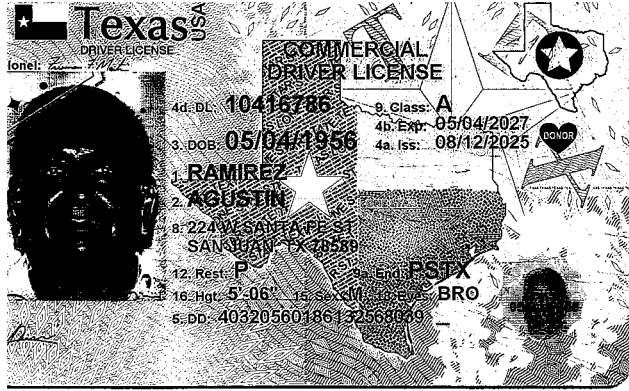 Texas USA
DRIVER LICENSE
COMMERCIAL
DRIVER LICENSE
ionel:
4d. DL: 10416786
9. Class: A
4b. Exp: 05/04/2027
3. DOB: 05/04/1956
4a. Iss: 08/12/2025
DONOR
1. RAMIREZ
2. AGUSTIN
8. 224 W SANTA FE ST
SAN JUAN TX 78589
12. Rest: P
9a. End: PSTX
16. Hgt: 5'-06" 15. Sex: M 18. Eyes: BRO
5. DD: 40320560186132568039